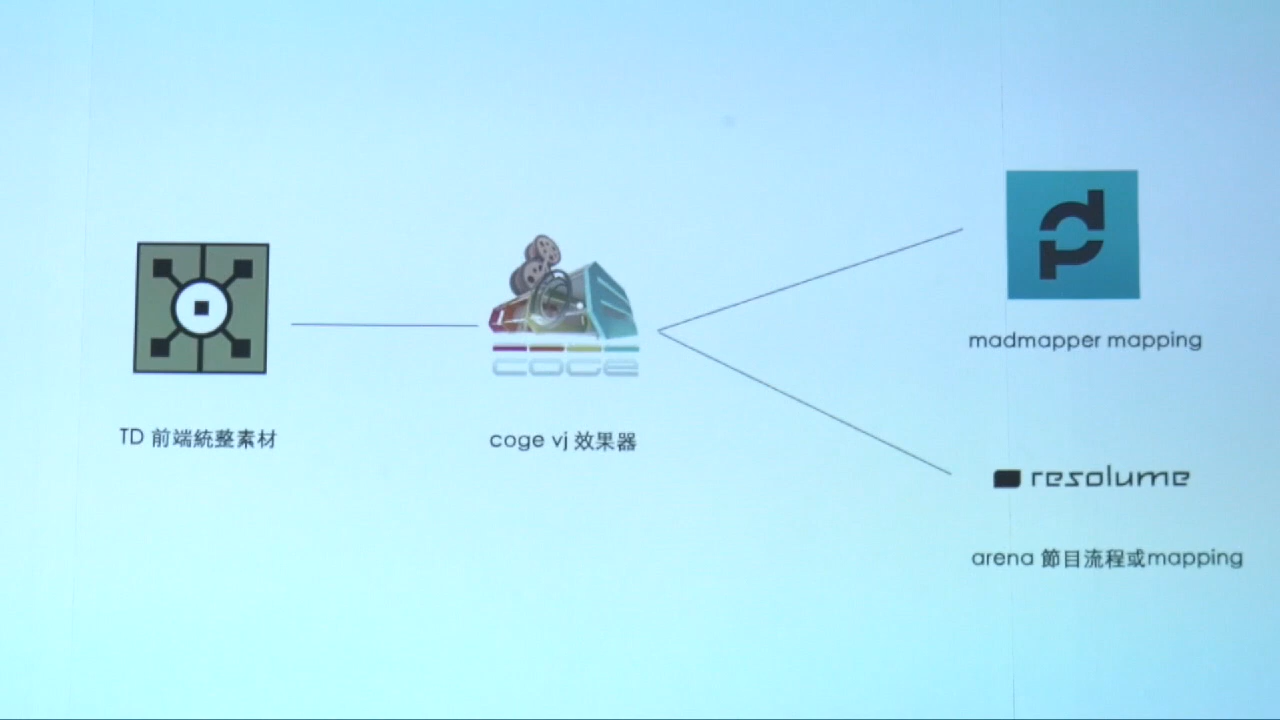 TD 前端統整素材
coge
coge vj 效果器
madmapper mapping
resolume
arena 節目流程或mapping